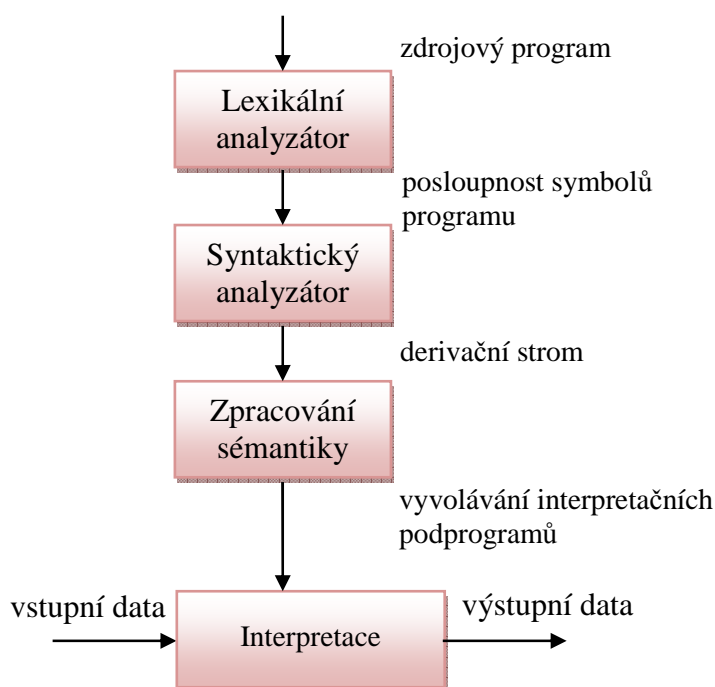 zdrojový program
Lexikální
analyzátor
posloupnost symbolů
programu
Syntaktický
analyzátor
derivační strom
Zpracování
sémantiky
vyvolávání interpretačních
podprogramů
vstupní data
Interpretace
výstupní data